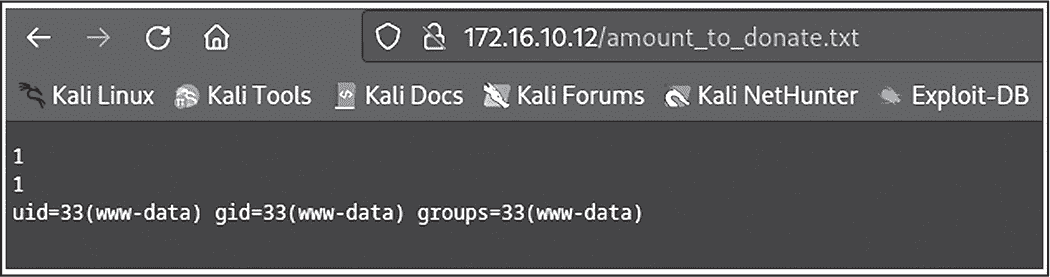 172.16.10.12/amount_to_donate.txt
Kali Linux Kali Tools Kali Docs Kali Forums Kali NetHunter Exploit-DB
1
1
uid=33(www-data) gid=33(www-data) groups=33(www-data)